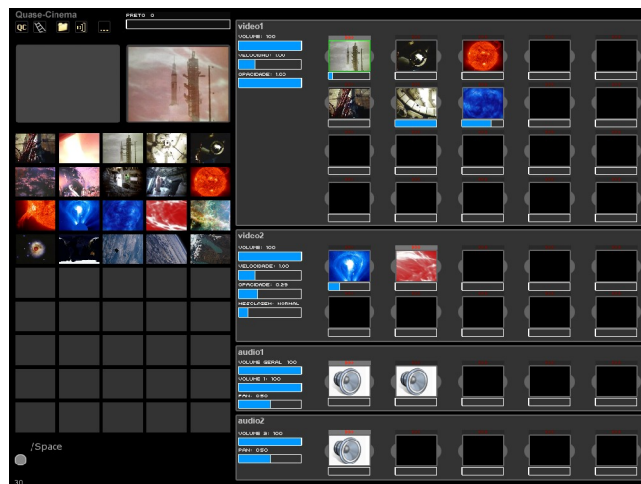 Quase-Cinema
PRETO 0
QC
video1
VOLUME: 100
VELOCIDADE: 1.00
OPACIDADE: 1.00
video2
VOLUME: 100
VELOCIDADE: 1.00
OPACIDADE: 0.29
MESCLAGEM: NORMAL
audio1
VOLUME GERAL 100
VOLUME 1: 100
PAN: 0.50
audio2
VOLUME 2: 100
PAN: 0.50
/Space
30